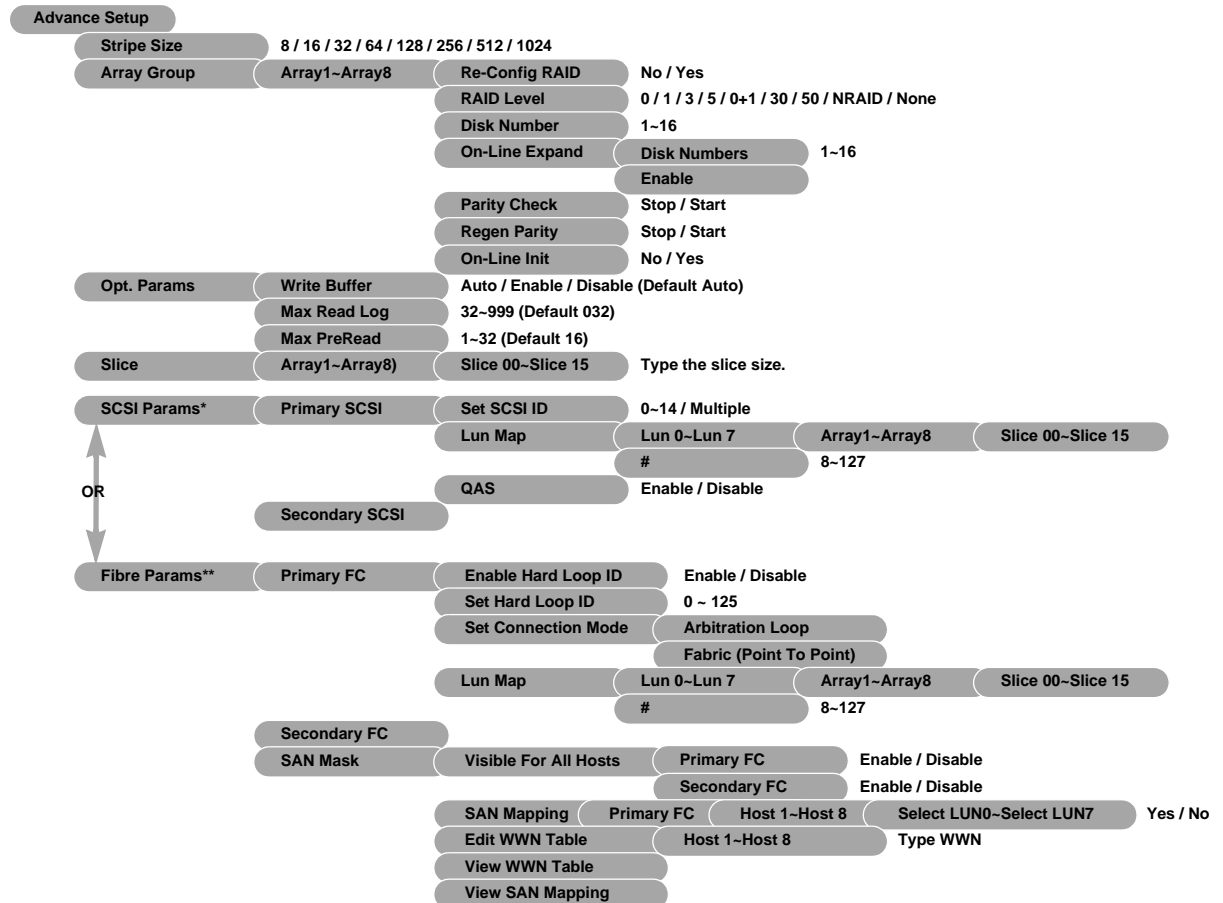 Advance Setup
Stripe Size 8 / 16 / 32 / 64 / 128 / 256 / 512 / 1024
Array Group Array1~Array8 Re-Config RAID No / Yes
RAID Level 0 / 1 / 3 / 5 / 0+1 / 30 / 50 / NRAID / None
Disk Number 1~16
On-Line Expand Disk Numbers 1~16
Enable
Parity Check Stop / Start
Regen Parity Stop / Start
On-Line Init No / Yes
Opt. Params Write Buffer Auto / Enable / Disable (Default Auto)
Max Read Log 32~999 (Default 032)
Max PreRead 1~32 (Default 16)
Slice Array1~Array8) Slice 00~Slice 15 Type the slice size.
SCSI Params* Primary SCSI Set SCSI ID 0~14 / Multiple
Lun Map Lun 0~Lun 7 Array1~Array8 Slice 00~Slice 15
# 8~127
OR QAS Enable / Disable
Secondary SCSI
Fibre Params** Primary FC Enable Hard Loop ID Enable / Disable
Set Hard Loop ID 0 ~ 125
Set Connection Mode Arbitration Loop
Fabric (Point To Point)
Lun Map Lun 0~Lun 7 Array1~Array8 Slice 00~Slice 15
# 8~127
Secondary FC
SAN Mask Visible For All Hosts Primary FC Enable / Disable
Secondary FC Enable / Disable
SAN Mapping Primary FC Host 1~Host 8 Select LUN0~Select LUN7 Yes / No
Edit WWN Table Host 1~Host 8 Type WWN
View WWN Table
View SAN Mapping